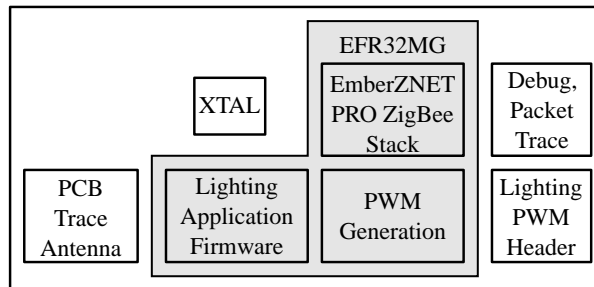 EFR32MG
EmberZNET
PRO ZigBee
Stack
XTAL
Debug,
Packet
Trace
PCB
Trace
Antenna
Lighting
Application
Firmware
PWM
Generation
Lighting
PWM
Header